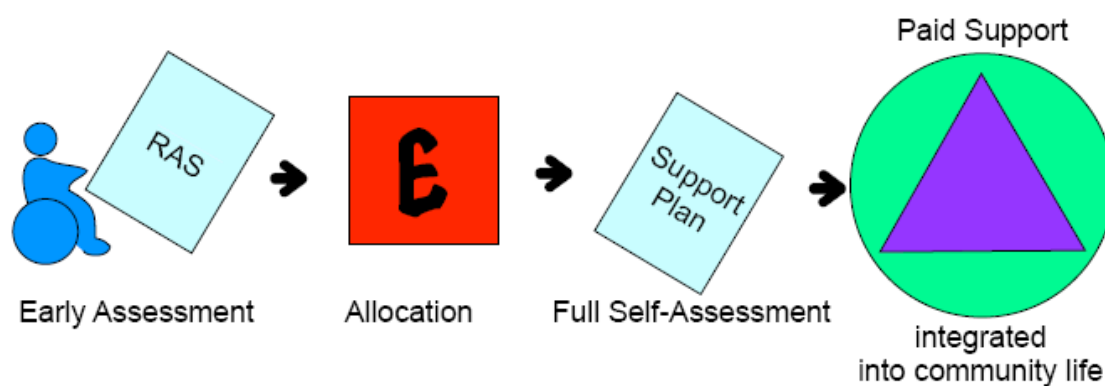 Paid Support
RAS
E
Support
Plan
Early Assessment
Allocation
Full Self-Assessment
integrated
into community life